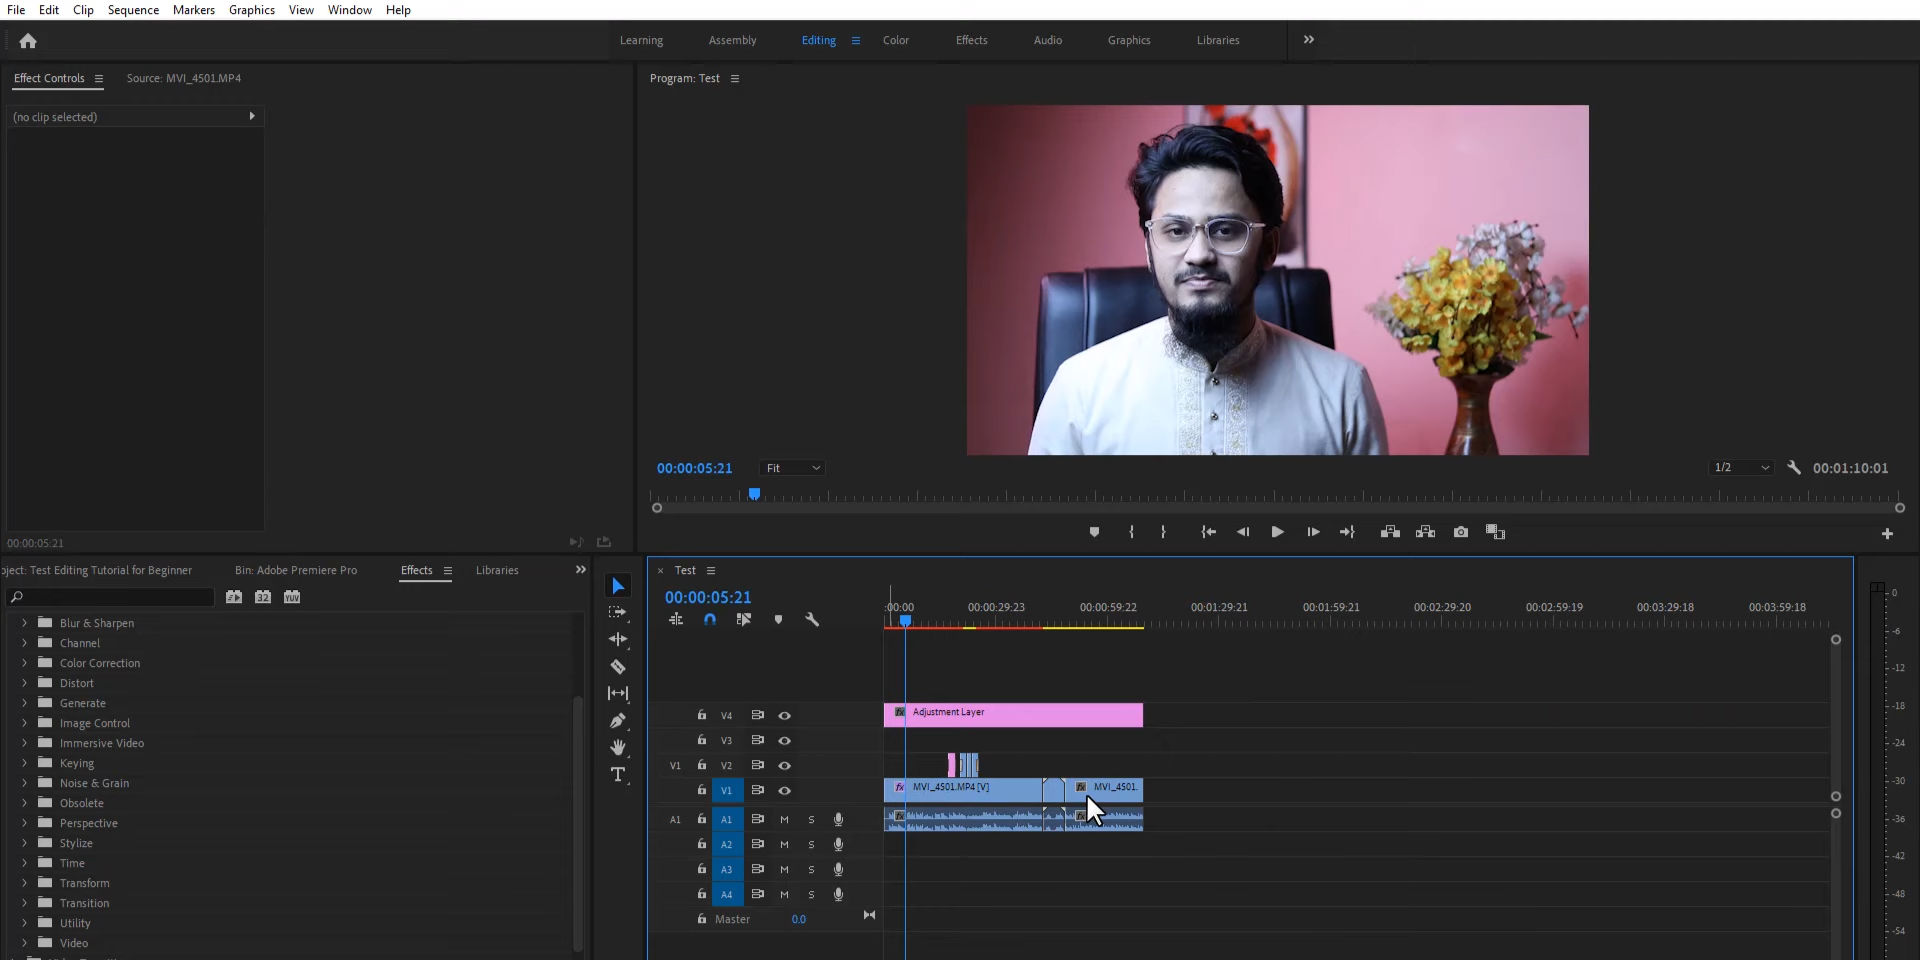 File Edit Clip Sequence Markers Graphics View Window Help
Learning Assembly Editing Color Effects Audio Graphics Libraries
Effect Controls Source: MVI_4501.MP4
Program: Test
(no clip selected)
00:00:05:21 Fit 1/2 00:01:10:01
00:00:05:21
oject: Test Editing Tutorial for Beginner Bin: Adobe Premiere Pro Effects Libraries
Test
32 YUV
00:00:05:21
:00:00 00:00:29:23 00:00:59:22 00:01:29:21 00:01:59:21 00:02:29:20 00:02:59:19 00:03:29:18 00:03:59:18
Blur & Sharpen
Channel
Color Correction
Distort
Generate
Image Control
Immersive Video
Keying
Noise & Grain
Obsolete
Perspective
Stylize
Time
Transform
Transition
Utility
Video
V4 fx Adjustment Layer
V3
V1 V2
V1 fx MVI_4501.MP4 [V] fx MVI_4501.
A1 A1 M S fx
A2 M S
A3 M S
A4 M S
Master 0.0
0
-6
-12
-18
-24
-30
-36
-42
-48
-54